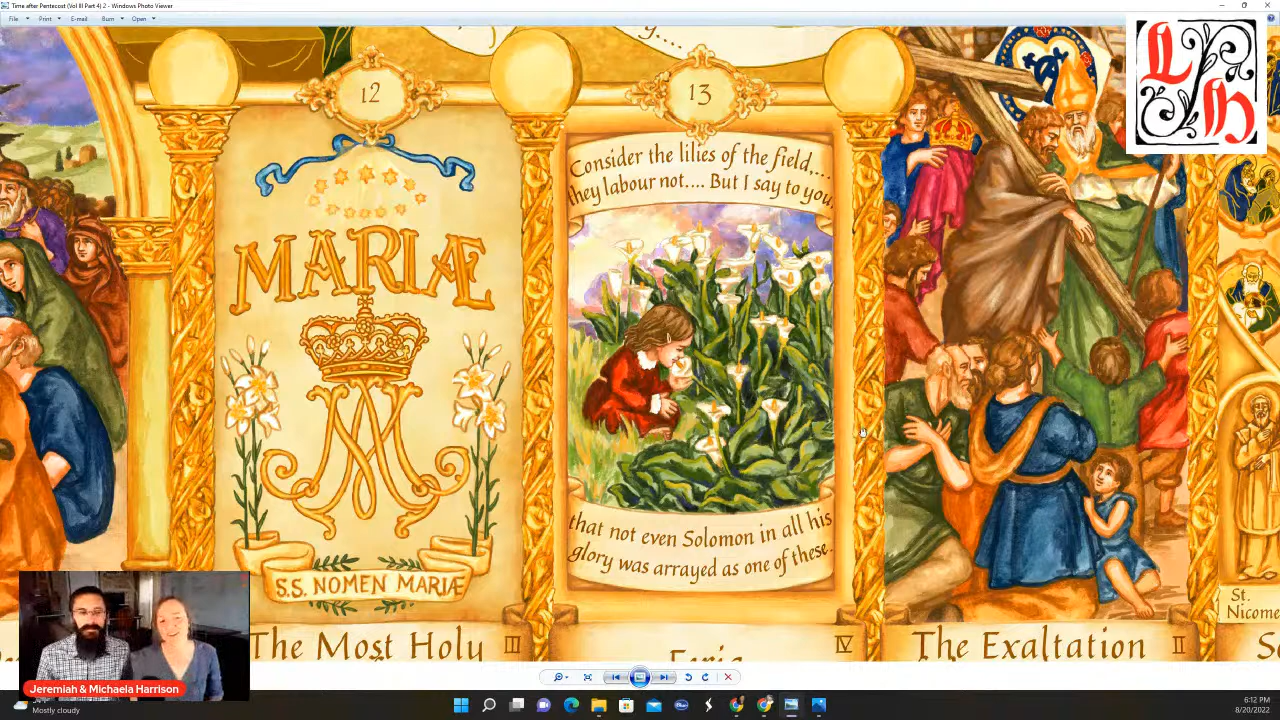 Time after Pentecost (Vol III Part 4) 2 - Windows Photo Viewer
File Print E-mail Burn Open
12
MARIÆ
S.S. NOMEN MARIÆ
The Most Holy III
13
Consider the lilies of the field,...
they labour not.... But I say to you
that not even Solomon in all his
glory was arrayed as one of these..
IV
The Exaltation II
St.
Nicome
L H
Jeremiah & Michaela Harrison
Mostly cloudy
6:12 PM
8/20/2022